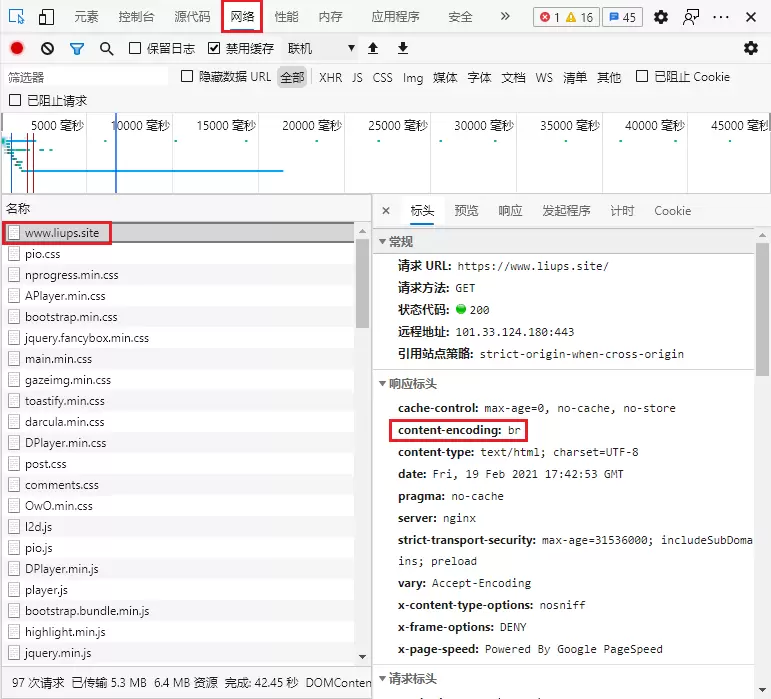 元素 控制台 源代码 网络 性能 内存 应用程序 安全 » 1 16 45
保留日志 禁用缓存 联机
筛选器 隐藏数据 URL 全部 XHR JS CSS Img 媒体 字体 文档 WS 清单 其他 已阻止 Cookie
已阻止请求
5000 毫秒 10000 毫秒 15000 毫秒 20000 毫秒 25000 毫秒 30000 毫秒 35000 毫秒 40000 毫秒 45000 毫秒
名称
www.liups.site
pio.css
nprogress.min.css
APlayer.min.css
bootstrap.min.css
jquery.fancybox.min.css
main.min.css
gazeimg.min.css
toastify.min.css
darcula.min.css
DPlayer.min.css
post.css
comments.css
OwO.min.css
l2d.js
pio.js
DPlayer.min.js
player.js
bootstrap.bundle.min.js
highlight.min.js
jquery.min.js
97 次请求 已传输 5.3 MB 6.4 MB 资源 完成: 42.45 秒 DOMConten
标头 预览 响应 发起程序 计时 Cookie
常规
请求 URL: https://www.liups.site/
请求方法: GET
状态代码: 200
远程地址: 101.33.124.180:443
引用站点策略: strict-origin-when-cross-origin
响应标头
cache-control: max-age=0, no-cache, no-store
content-encoding: br
content-type: text/html; charset=UTF-8
date: Fri, 19 Feb 2021 17:42:53 GMT
pragma: no-cache
server: nginx
strict-transport-security: max-age=31536000; includeSubDoma
ins; preload
vary: Accept-Encoding
x-content-type-options: nosniff
x-frame-options: DENY
x-page-speed: Powered By Google PageSpeed
请求标头